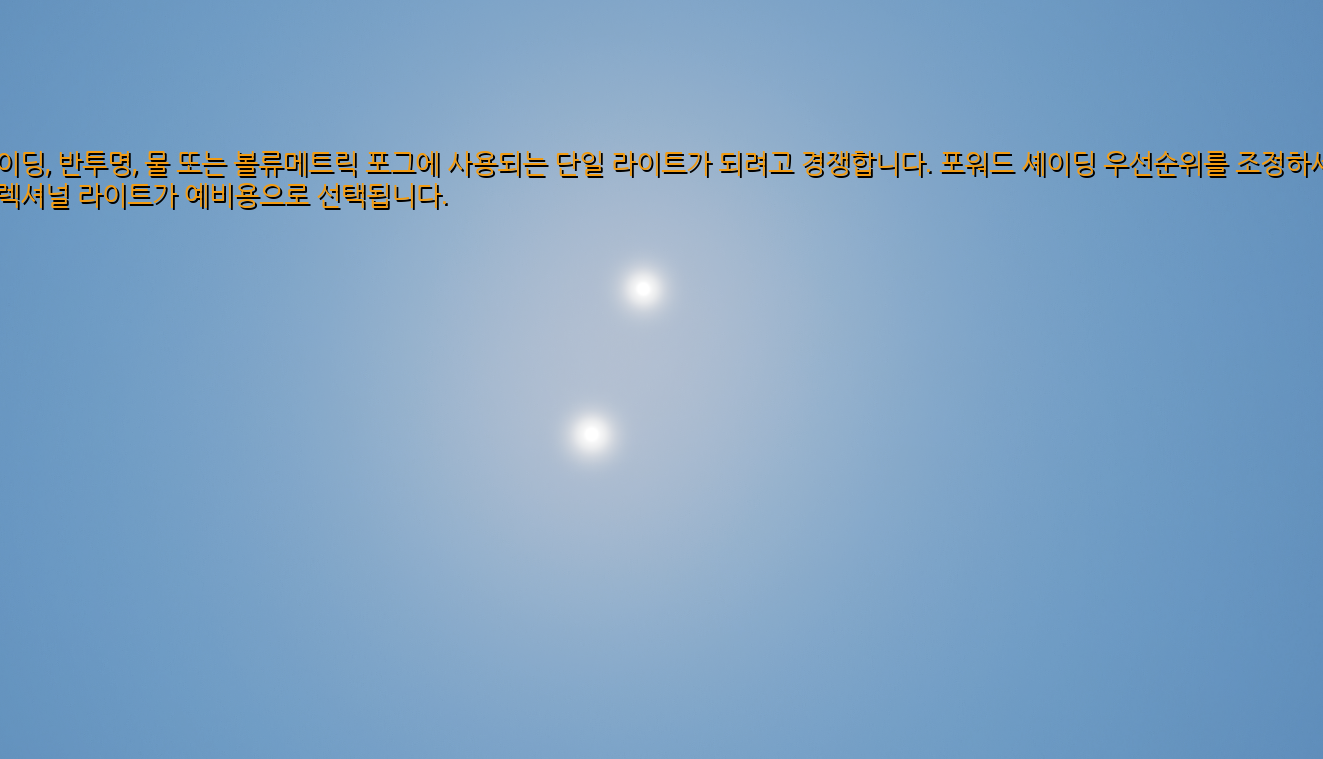 이딩, 반투명, 물 또는 볼류메트릭 포그에 사용되는 단일 라이트가 되려고 경쟁합니다. 포워드 셰이딩 우선순위를 조정하세
렉셔널 라이트가 예비용으로 선택됩니다.